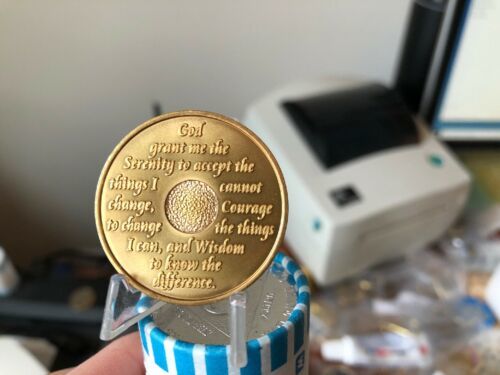 God
grant me the
Serenity to accept the
things I cannot
change, Courage
to change the things
I can, and Wisdom
to know the
difference.